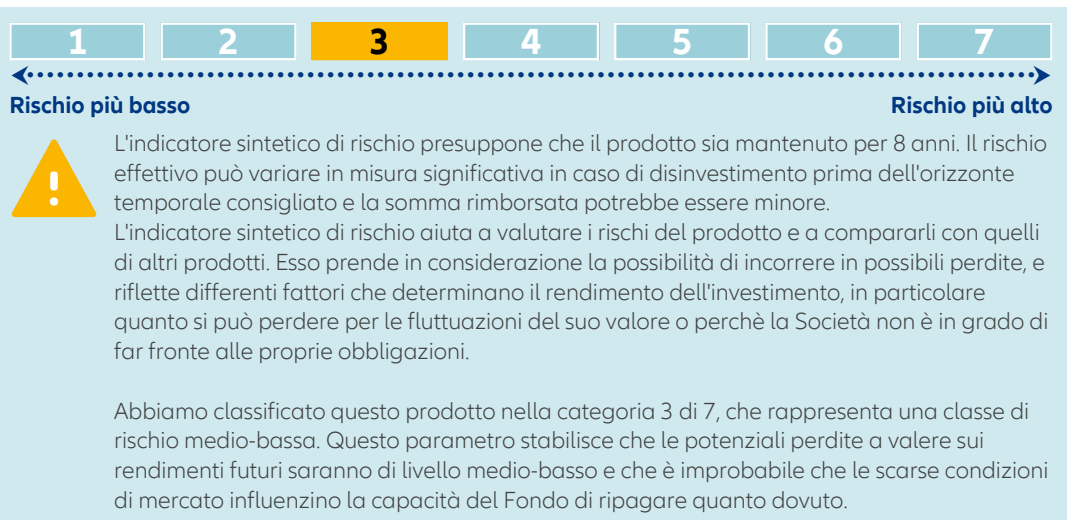 1 2 3 4 5 6 7
Rischio più basso Rischio più alto
L'indicatore sintetico di rischio presuppone che il prodotto sia mantenuto per 8 anni. Il rischio
effettivo può variare in misura significativa in caso di disinvestimento prima dell'orizzonte
temporale consigliato e la somma rimborsata potrebbe essere minore.
L'indicatore sintetico di rischio aiuta a valutare i rischi del prodotto e a compararli con quelli
di altri prodotti. Esso prende in considerazione la possibilità di incorrere in possibili perdite, e
riflette differenti fattori che determinano il rendimento dell'investimento, in particolare
quanto si può perdere per le fluttuazioni del suo valore o perchè la Società non è in grado di
far fronte alle proprie obbligazioni.
Abbiamo classificato questo prodotto nella categoria 3 di 7, che rappresenta una classe di
rischio medio-bassa. Questo parametro stabilisce che le potenziali perdite a valere sui
rendimenti futuri saranno di livello medio-basso e che è improbabile che le scarse condizioni
di mercato influenzino la capacità del Fondo di ripagare quanto dovuto.